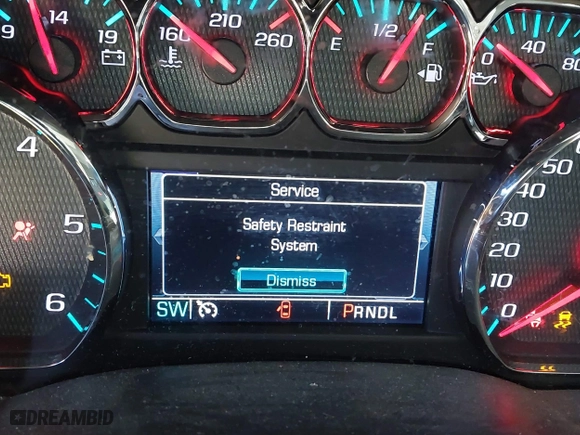 9 14 19
160 210 260
E 1/2 F
0 40 80
4
5
6
Service
Safety Restraint
System
Dismiss
SW PRNDL
50
40
30
20
10
0
DREAMBID